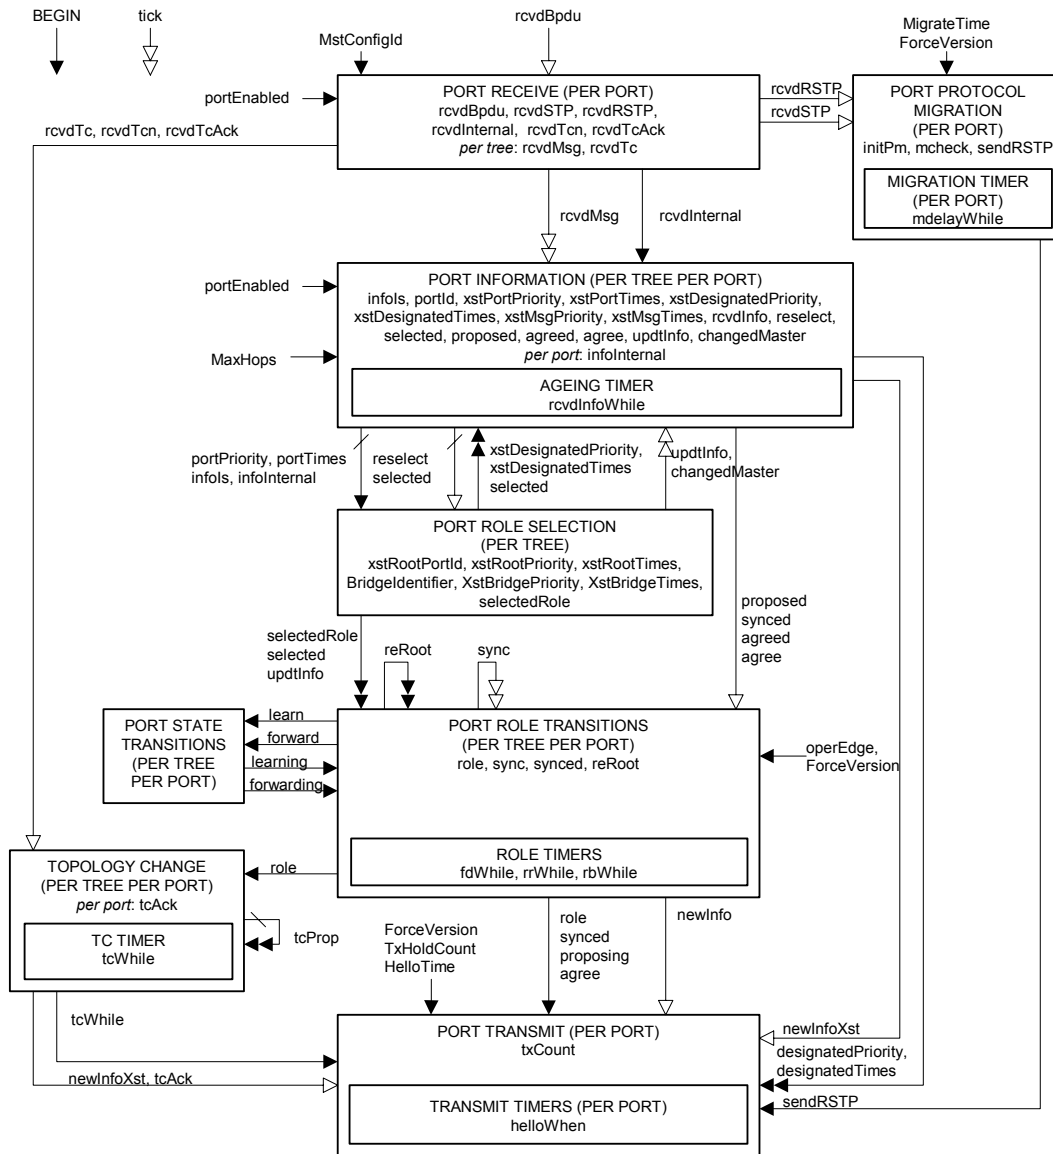 BEGIN
tick
rcvdBpdu
MstConfigId
MigrateTime
ForceVersion
portEnabled
PORT RECEIVE (PER PORT)
rcvdBpdu, rcvdSTP, rcvdRSTP,
rcvdInternal, rcvdTcn, rcvdTcAck
per tree: rcvdMsg, rcvdTc
rcvdRSTP
rcvdSTP
PORT PROTOCOL
MIGRATION
(PER PORT)
initPm, mcheck, sendRSTP
MIGRATION TIMER
(PER PORT)
mdelayWhile
rcvdTc, rcvdTcn, rcvdTcAck
rcvdMsg
rcvdInternal
portEnabled
MaxHops
PORT INFORMATION (PER TREE PER PORT)
infoIs, portId, xstPortPriority, xstPortTimes, xstDesignatedPriority,
xstDesignatedTimes, xstMsgPriority, xstMsgTimes, rcvdInfo, reselect,
selected, proposed, agreed, agree, updtInfo, changedMaster
per port: infoInternal
AGEING TIMER
rcvdInfoWhile
portPriority, portTimes
infoIs, infoInternal
reselect
selected
xstDesignatedPriority,
xstDesignatedTimes
selected
updtInfo,
changedMaster
PORT ROLE SELECTION
(PER TREE)
xstRootPortId, xstRootPriority, xstRootTimes,
BridgeIdentifier, XstBridgePriority, XstBridgeTimes,
selectedRole
proposed
synced
agreed
agree
selectedRole
selected
updtInfo
reRoot
sync
PORT STATE
TRANSITIONS
(PER TREE
PER PORT)
learn
forward
learning
forwarding
PORT ROLE TRANSITIONS
(PER TREE PER PORT)
role, sync, synced, reRoot
ROLE TIMERS
fdWhile, rrWhile, rbWhile
operEdge,
ForceVersion
TOPOLOGY CHANGE
(PER TREE PER PORT)
per port: tcAck
TC TIMER
tcWhile
role
tcProp
ForceVersion
TxHoldCount
HelloTime
role
synced
proposing
agree
newInfo
tcWhile
newInfoXst, tcAck
PORT TRANSMIT (PER PORT)
txCount
TRANSMIT TIMERS (PER PORT)
helloWhen
newInfoXst
designatedPriority,
designatedTimes
sendRSTP